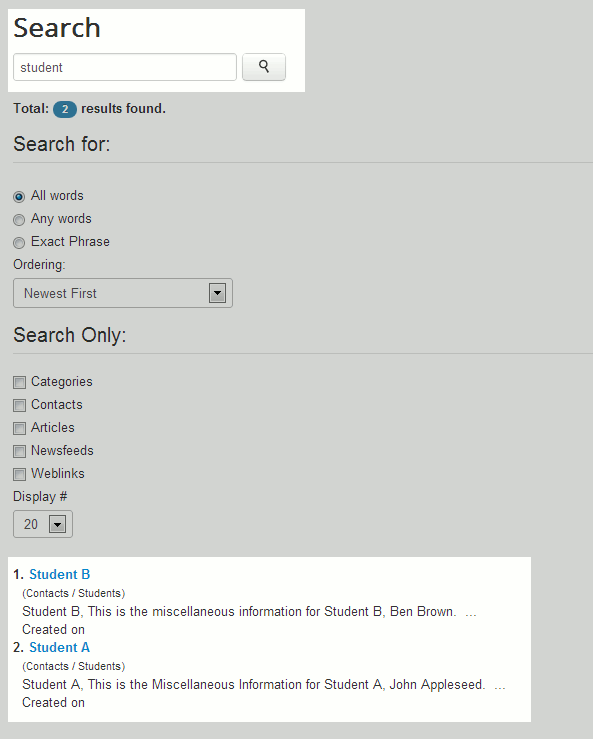 Search
student
Total: 2 results found.
Search for:
All words
Any words
Exact Phrase
Ordering:
Newest First
Search Only:
Categories
Contacts
Articles
Newsfeeds
Weblinks
Display #
20
1. Student B
(Contacts / Students)
Student B, This is the miscellaneous information for Student B, Ben Brown. ...
Created on
2. Student A
(Contacts / Students)
Student A, This is the Miscellaneous Information for Student A, John Appleseed. ...
Created on